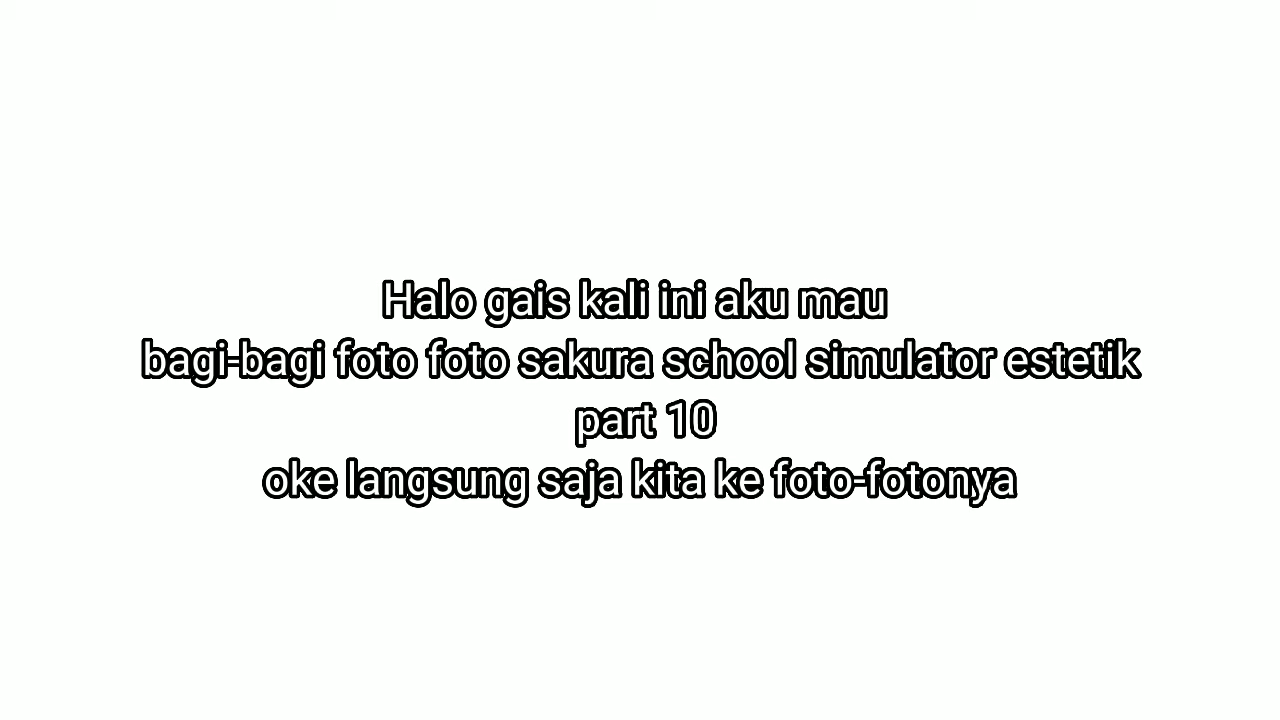 Halo gais kali ini aku mau
bagi-bagi foto foto sakura school simulator estetik
part 10
oke langsung saja kita ke foto-fotonya